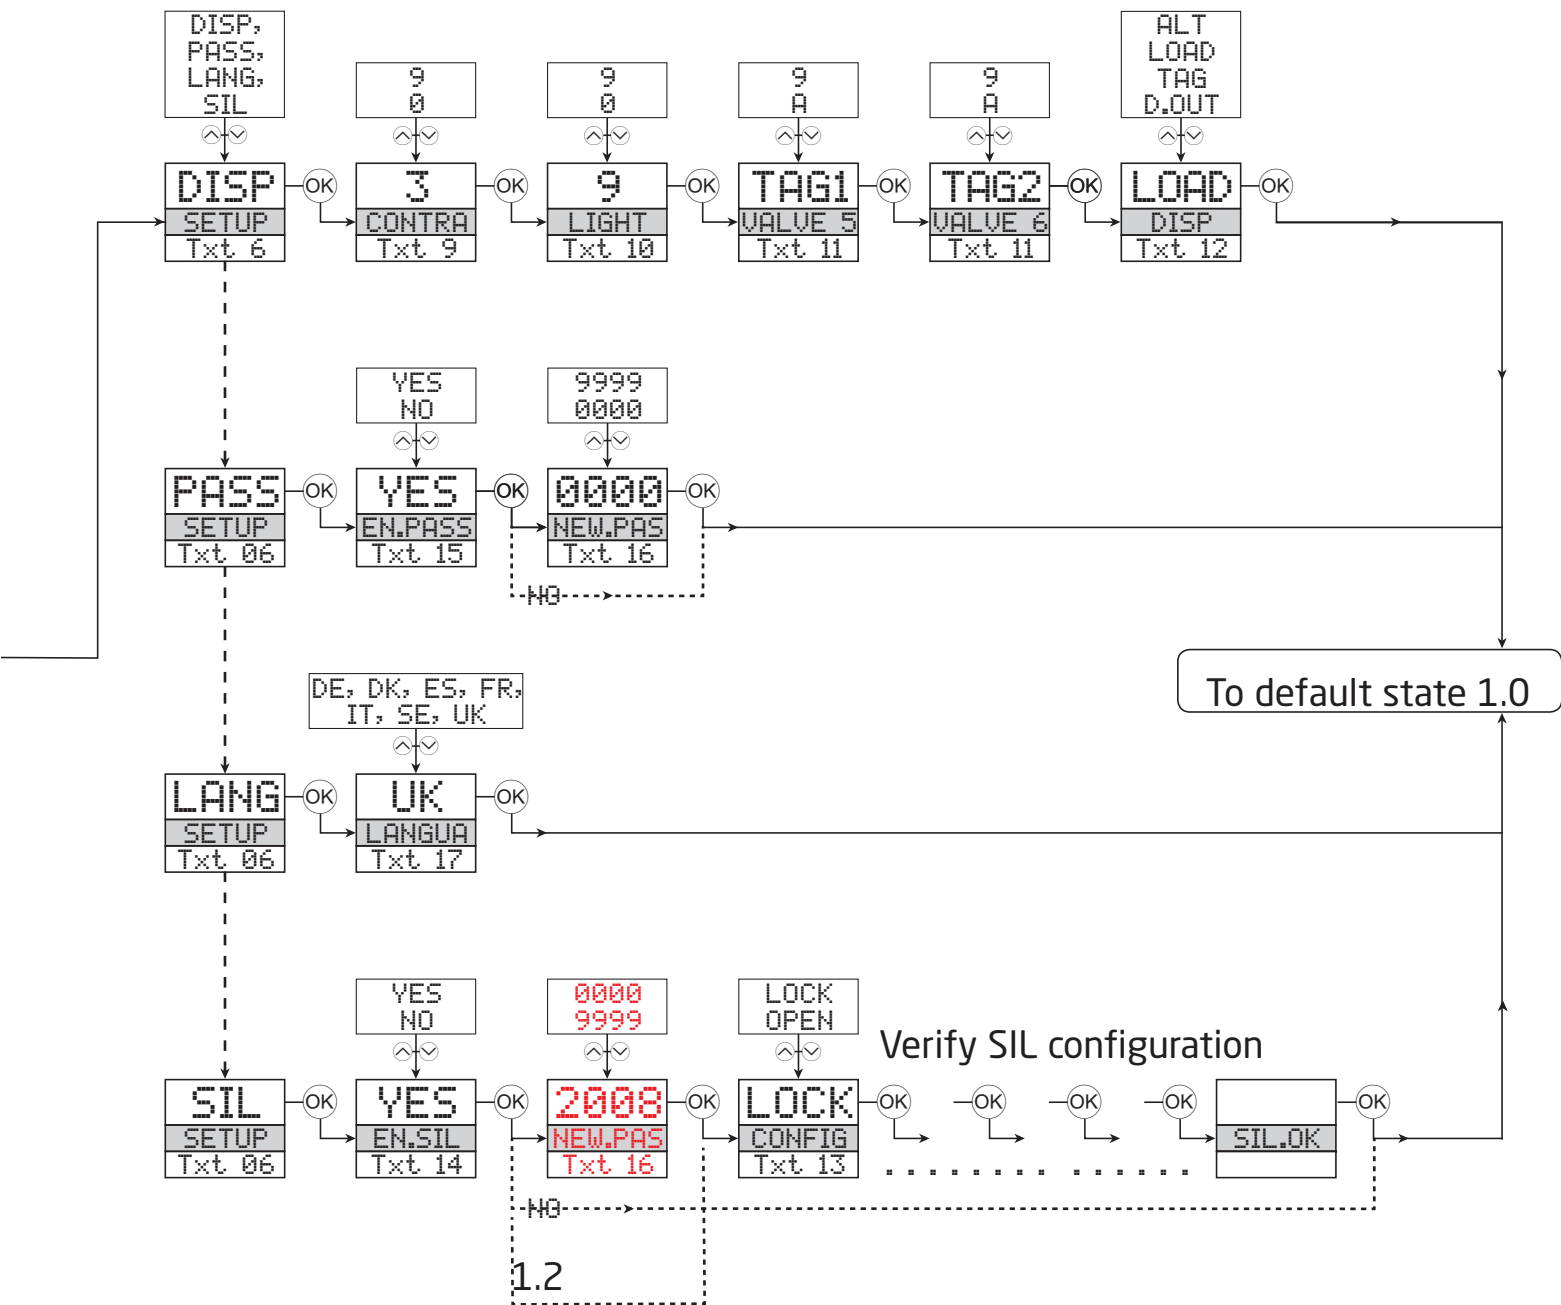 DISP,
PASS,
LANG,
SIL
9
0
9
0
9
A
9
A
ALT
LOAD
TAG
D.OUT
DISP
SETUP
Txt 6
OK
3
CONTRA
Txt 9
OK
9
LIGHT
Txt 10
OK
TAG1
VALVE 5
Txt 11
OK
TAG2
VALVE 6
Txt 11
OK
LOAD
DISP
Txt 12
OK
YES
NO
9999
0000
PASS
SETUP
Txt 06
OK
YES
EN.PASS
Txt 15
OK
0000
NEW.PAS
Txt 16
OK
NO
To default state 1.0
DE, DK, ES, FR,
IT, SE, UK
LANG
SETUP
Txt 06
OK
UK
LANGUA
Txt 17
OK
YES
NO
0000
9999
LOCK
OPEN
Verify SIL configuration
SIL
SETUP
Txt 06
OK
YES
EN.SIL
Txt 14
OK
2008
NEW.PAS
Txt 16
OK
LOCK
CONFIG
Txt 13
OK
OK
OK
OK
SIL.OK
OK
NO
1.2